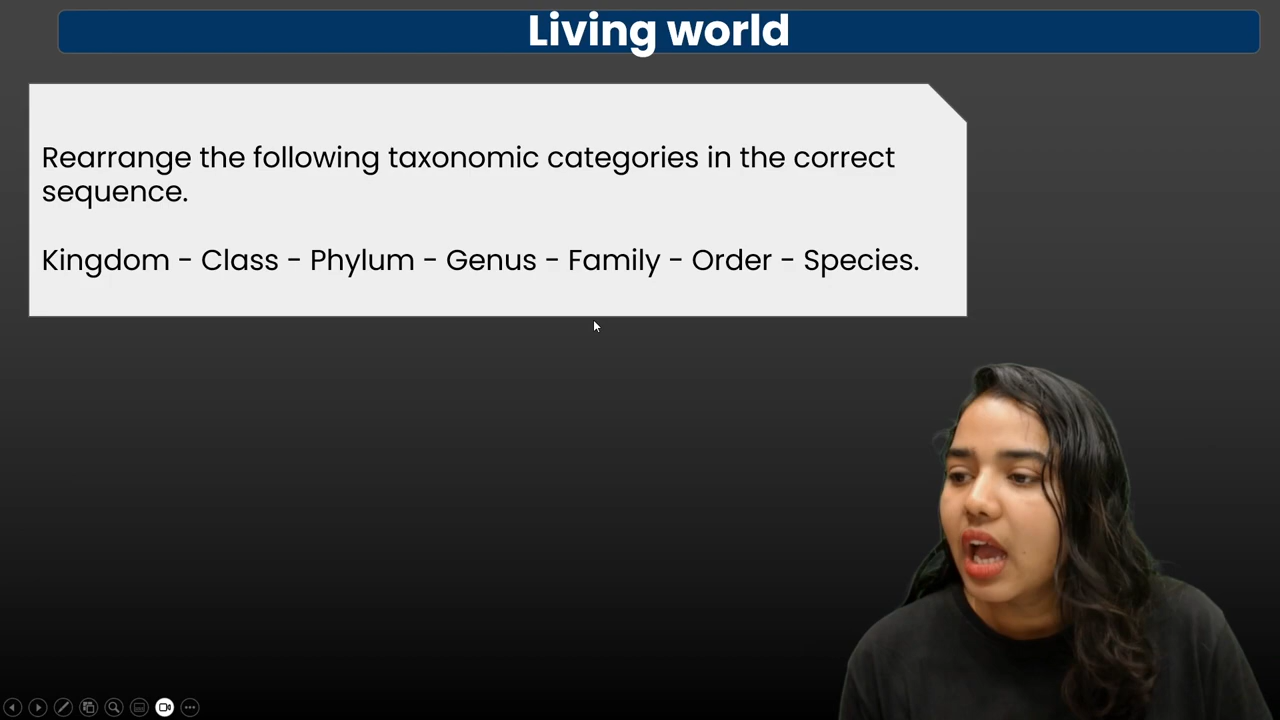 Living world
Rearrange the following taxonomic categories in the correct
sequence.
Kingdom - Class - Phylum - Genus - Family - Order - Species.